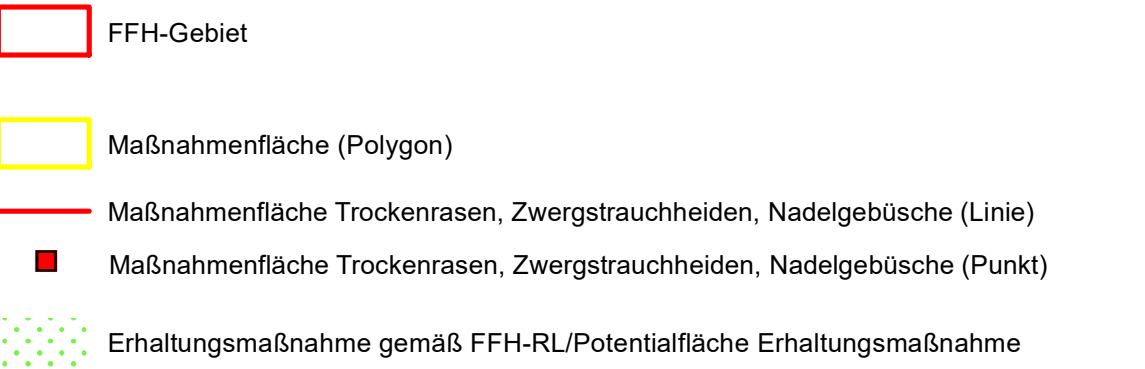 FFH-Gebiet
Maßnahmenfläche (Polygon)
Maßnahmenfläche Trockenrasen, Zwergstrauchheiden, Nadelgebüsche (Linie)
Maßnahmenfläche Trockenrasen, Zwergstrauchheiden, Nadelgebüsche (Punkt)
Erhaltungsmaßnahme gemäß FFH-RL/Potentialfläche Erhaltungsmaßnahme